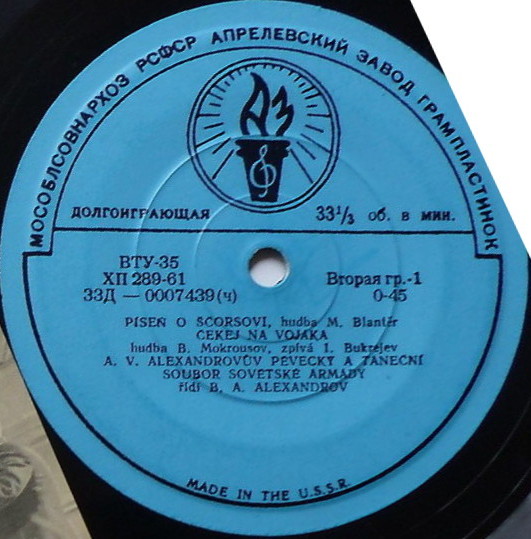 МОСОБЛСОВНАРХОЗ РСФСР АПРЕЛЕВСКИЙ ЗАВОД ГРАМПЛАСТИНОК
АЗ
ДОЛГОИГРАЮЩАЯ 33⅓ об. в мин.
ВТУ-35
ХП 289-61 Вторая гр.-1
33Д — 0007439(ч) 0-45
PÍSEŇ O SCORSOVI, hudba M. Blantěr
CEKEJ NA VOJÁKA
hudba B. Mokrousov, zpívá I. Bukrejev
A. V. ALEXANDROVŮV PĚVECKÝ A TANEČNÍ
SOUBOR SOVĚTSKÉ ARMÁDY
řídí B. A. ALEXANDROV
MADE IN THE U.S.S.R.